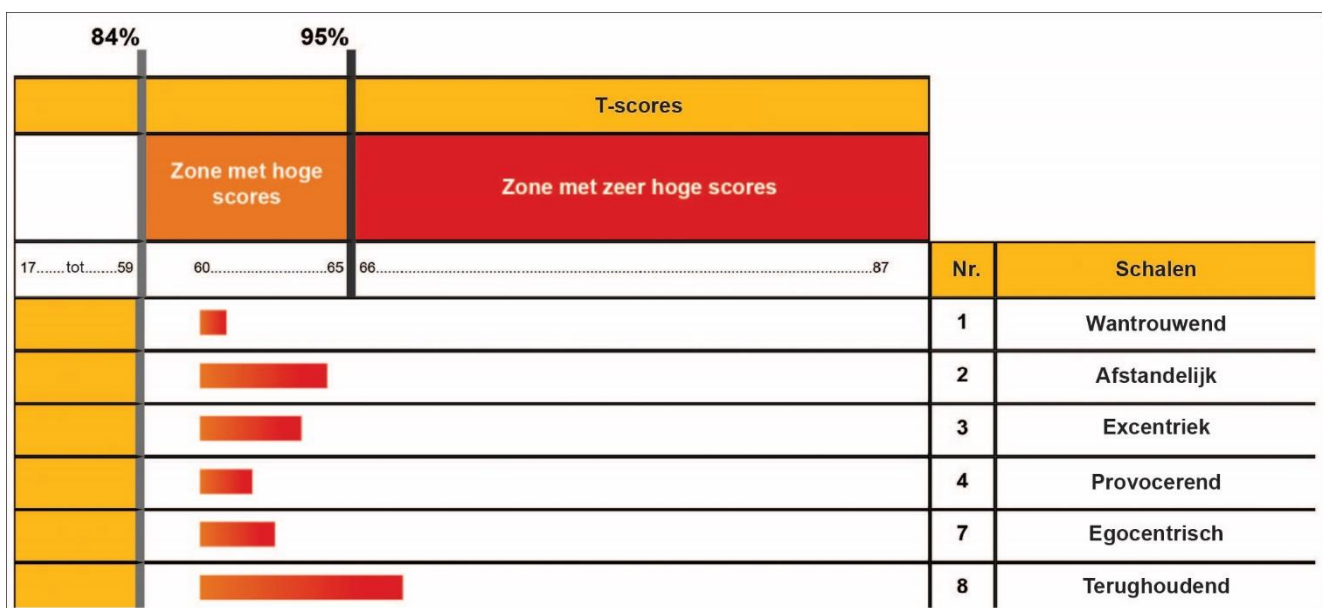 84% 95%
T-scores
Zone met hoge
scores
Zone met zeer hoge scores
17.......tot........59 60..........................65 66.....................................................................................................87 Nr. Schalen
1 Wantrouwend
2 Afstandelijk
3 Excentriek
4 Provocerend
7 Egocentrisch
8 Terughoudend